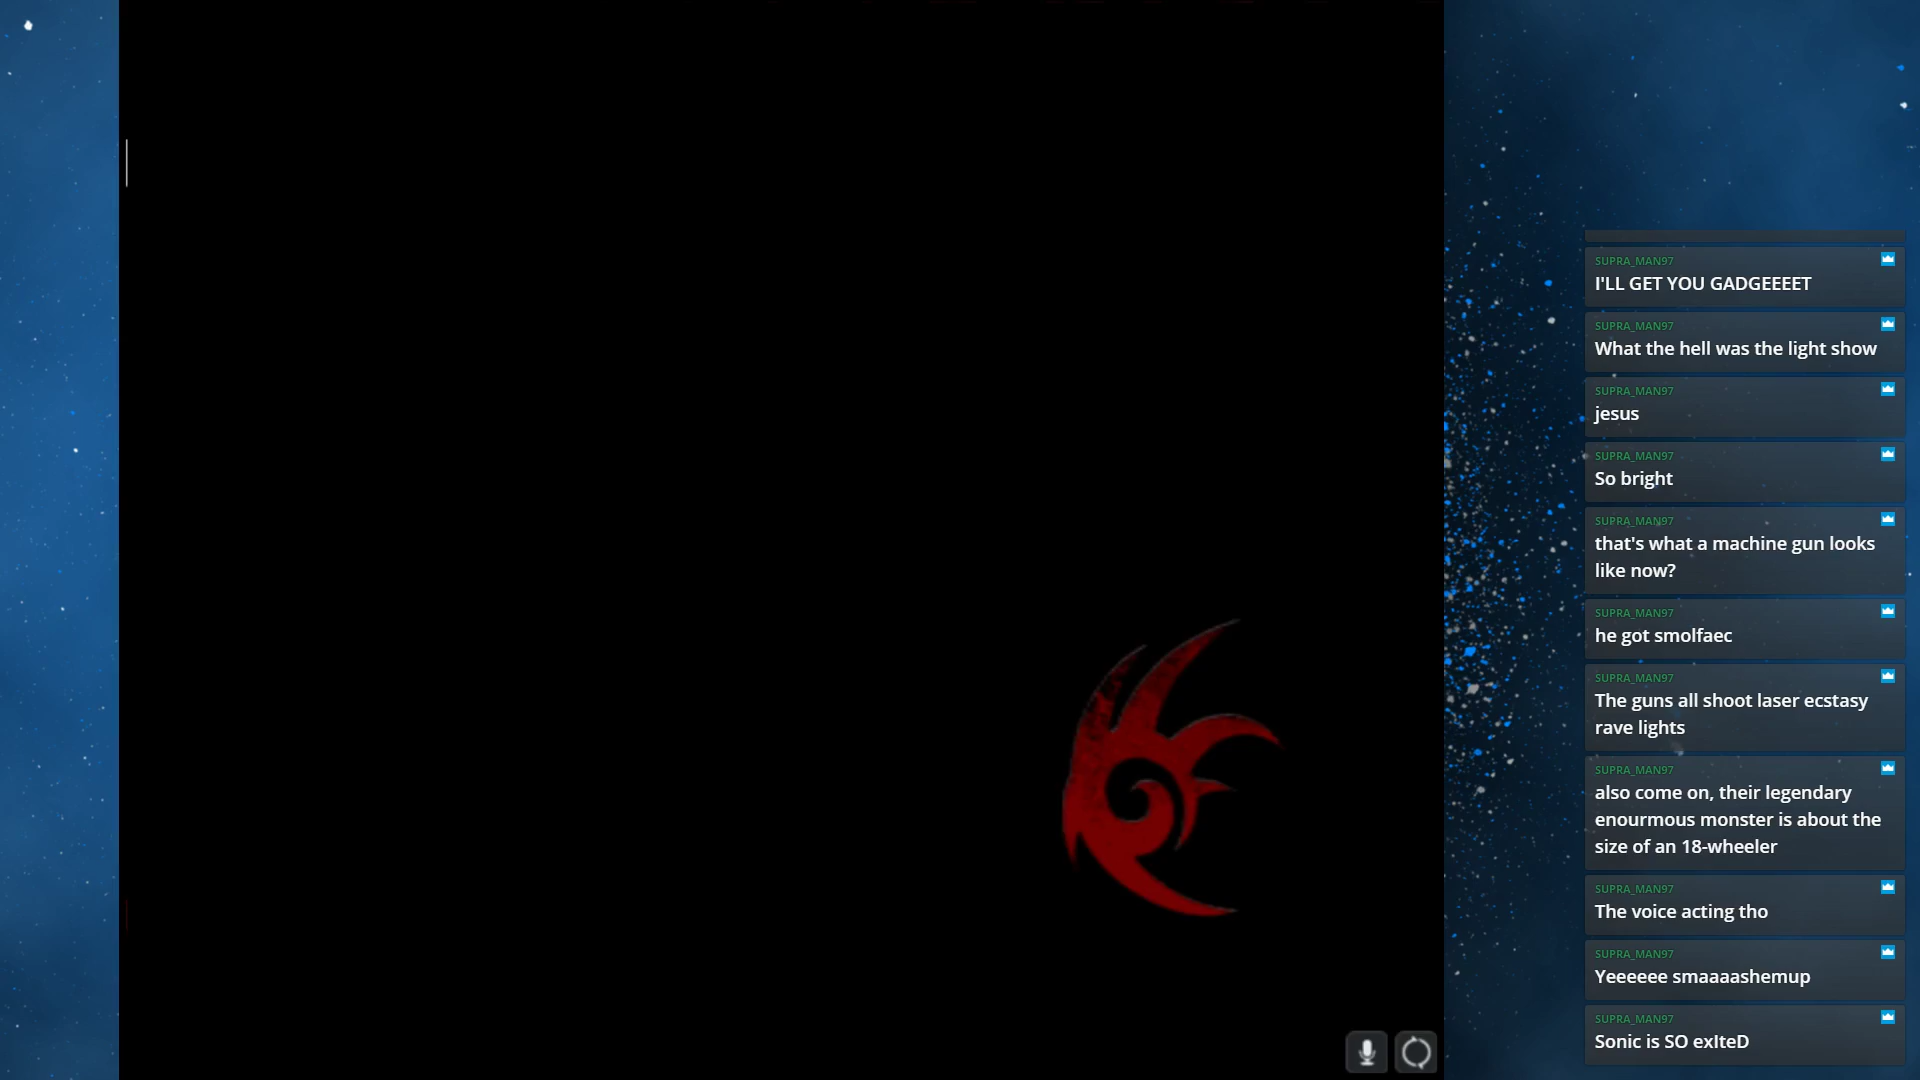 SUPRA_MAN97
I'LL GET YOU GADGEEEET
SUPRA_MAN97
What the hell was the light show
SUPRA_MAN97
jesus
SUPRA_MAN97
So bright
SUPRA_MAN97
that's what a machine gun looks
like now?
SUPRA_MAN97
he got smolfaec
SUPRA_MAN97
The guns all shoot laser ecstasy
rave lights
SUPRA_MAN97
also come on, their legendary
enourmous monster is about the
size of an 18-wheeler
SUPRA_MAN97
The voice acting tho
SUPRA_MAN97
Yeeeeee smaaaashemup
SUPRA_MAN97
Sonic is SO exIteD